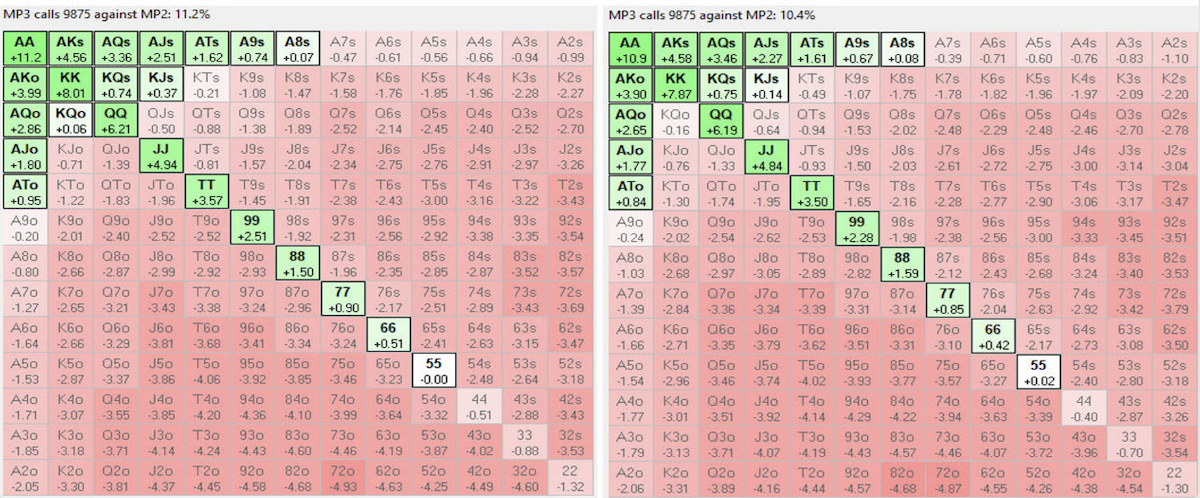 MP3 calls 9875 against MP2: 11.2%
AA AKs AQs AJs ATs A9s A8s A7s A6s A5s A4s A3s A2s
+11.2 +4.56 +3.36 +2.51 +1.62 +0.74 +0.07 -0.47 -0.61 -0.56 -0.66 -0.94 -0.99
AKo KK KQs KJs KTs K9s K8s K7s K6s K5s K4s K3s K2s
+3.99 +8.01 +0.74 +0.37 -0.21 -1.08 -1.47 -1.58 -1.76 -1.85 -1.96 -2.28 -2.27
AQo KQo QQ QJs QTs Q9s Q8s Q7s Q6s Q5s Q4s Q3s Q2s
+2.86 +0.06 +6.21 -0.50 -0.88 -1.38 -1.89 -2.52 -2.14 -2.45 -2.40 -2.52 -2.70
AJo KJo QJo JJ JTs J9s J8s J7s J6s J5s J4s J3s J2s
+1.80 -0.71 -1.39 +4.94 -0.81 -1.57 -2.04 -2.34 -2.75 -2.76 -2.91 -2.97 -3.26
ATo KTo QTo JTo TT T9s T8s T7s T6s T5s T4s T3s T2s
+0.95 -1.22 -1.83 -1.96 +3.57 -1.45 -1.91 -2.38 -2.43 -3.00 -3.16 -3.22 -3.43
A9o K9o Q9o J9o T9o 99 98s 97s 96s 95s 94s 93s 92s
-0.20 -2.01 -2.40 -2.52 -2.52 +2.51 -1.92 -2.31 -2.56 -2.92 -3.38 -3.35 -3.54
A8o K8o Q8o J8o T8o 98o 88 87s 86s 85s 84s 83s 82s
-0.80 -2.66 -2.87 -2.99 -2.92 -2.93 +1.50 -1.96 -2.35 -2.85 -2.87 -3.52 -3.57
A7o K7o Q7o J7o T7o 97o 87o 77 76s 75s 74s 73s 72s
-1.27 -2.65 -3.21 -3.43 -3.38 -3.24 -2.96 +0.90 -2.17 -2.51 -2.89 -3.43 -3.69
A6o K6o Q6o J6o T6o 96o 86o 76o 66 65s 64s 63s 62s
-1.64 -2.66 -3.29 -3.81 -3.68 -3.41 -3.34 -3.24 +0.51 -2.41 -2.63 -3.15 -3.47
A5o K5o Q5o J5o T5o 95o 85o 75o 65o 55 54s 53s 52s
-1.53 -2.87 -3.37 -3.86 -4.06 -3.92 -3.85 -3.46 -3.23 -0.00 -2.48 -2.64 -3.18
A4o K4o Q4o J4o T4o 94o 84o 74o 64o 54o 44 43s 42s
-1.71 -3.07 -3.55 -3.85 -4.20 -4.36 -4.10 -3.99 -3.64 -3.32 -0.51 -2.88 -3.43
A3o K3o Q3o J3o T3o 93o 83o 73o 63o 53o 43o 33 32s
-1.85 -3.18 -3.71 -4.14 -4.24 -4.43 -4.60 -4.46 -4.19 -3.87 -4.02 -0.88 -3.53
A2o K2o Q2o J2o T2o 92o 82o 72o 62o 52o 42o 32o 22
-2.05 -3.30 -3.81 -4.37 -4.45 -4.58 -4.68 -4.93 -4.63 -4.25 -4.49 -4.60 -1.32
MP3 calls 9875 against MP2: 10.4%
AA AKs AQs AJs ATs A9s A8s A7s A6s A5s A4s A3s A2s
+10.9 +4.58 +3.46 +2.27 +1.61 +0.67 +0.08 -0.39 -0.71 -0.60 -0.76 -0.83 -1.10
AKo KK KQs KJs KTs K9s K8s K7s K6s K5s K4s K3s K2s
+3.90 +7.87 +0.75 +0.14 -0.49 -1.07 -1.75 -1.78 -1.82 -1.96 -1.97 -2.09 -2.20
AQo KQo QQ QJs QTs Q9s Q8s Q7s Q6s Q5s Q4s Q3s Q2s
+2.65 -0.16 +6.19 -0.64 -0.94 -1.53 -2.02 -2.48 -2.29 -2.48 -2.46 -2.70 -2.78
AJo KJo QJo JJ JTs J9s J8s J7s J6s J5s J4s J3s J2s
+1.77 -0.76 -1.33 +4.84 -0.93 -1.50 -2.03 -2.61 -2.72 -2.75 -3.00 -3.14 -3.04
ATo KTo QTo JTo TT T9s T8s T7s T6s T5s T4s T3s T2s
+0.84 -1.30 -1.74 -1.95 +3.50 -1.65 -2.16 -2.28 -2.77 -2.90 -3.06 -3.17 -3.47
A9o K9o Q9o J9o T9o 99 98s 97s 96s 95s 94s 93s 92s
-0.24 -2.02 -2.54 -2.62 -2.53 +2.28 -1.98 -2.38 -2.56 -3.00 -3.33 -3.45 -3.51
A8o K8o Q8o J8o T8o 98o 88 87s 86s 85s 84s 83s 82s
-1.03 -2.68 -2.97 -3.05 -2.89 -2.82 +1.59 -2.12 -2.43 -2.68 -3.24 -3.40 -3.53
A7o K7o Q7o J7o T7o 97o 87o 77 76s 75s 74s 73s 72s
-1.39 -2.84 -3.36 -3.34 -3.39 -3.31 -3.14 +0.85 -2.04 -2.63 -2.92 -3.42 -3.79
A6o K6o Q6o J6o T6o 96o 86o 76o 66 65s 64s 63s 62s
-1.66 -2.71 -3.35 -3.79 -3.62 -3.51 -3.31 -3.10 +0.42 -2.17 -2.73 -3.08 -3.50
A5o K5o Q5o J5o T5o 95o 85o 75o 65o 55 54s 53s 52s
-1.54 -2.96 -3.46 -3.74 -4.02 -3.93 -3.77 -3.57 -3.27 +0.02 -2.40 -2.80 -3.18
A4o K4o Q4o J4o T4o 94o 84o 74o 64o 54o 44 43s 42s
-1.77 -3.01 -3.51 -3.92 -4.14 -4.29 -4.22 -3.94 -3.63 -3.39 -0.40 -2.87 -3.26
A3o K3o Q3o J3o T3o 93o 83o 73o 63o 53o 43o 33 32s
-1.79 -3.13 -3.71 -4.07 -4.19 -4.43 -4.57 -4.46 -4.07 -3.72 -3.96 -0.70 -3.54
A2o K2o Q2o J2o T2o 92o 82o 72o 62o 52o 42o 32o 22
-2.06 -3.31 -3.89 -4.16 -4.44 -4.57 -4.68 -4.87 -4.55 -4.26 -4.38 -4.54 -1.30